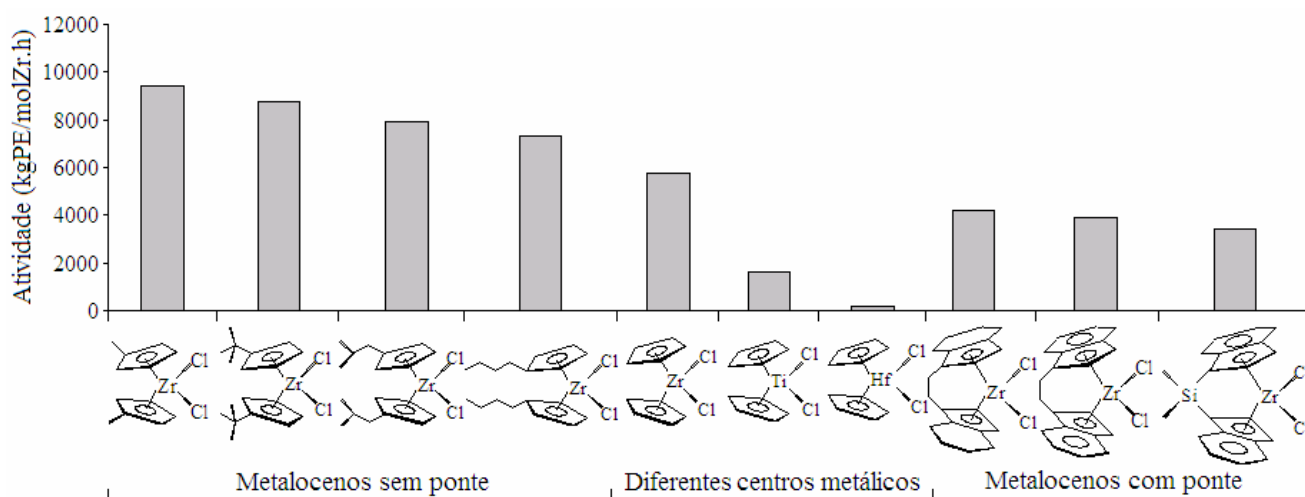 Atividade (kgPE/molZr.h)
12000
10000
8000
6000
4000
2000
0
Cl
Zr
Cl
Cl
Zr
Cl
Cl
Zr
Cl
Cl
Zr
Cl
Cl
Zr
Cl
Cl
Ti
Cl
Cl
Hf
Cl
Cl
Zr
Cl
Cl
Zr
Cl
Si
Zr
Metalocenos sem ponte
Diferentes centros metálicos
Metalocenos com ponte